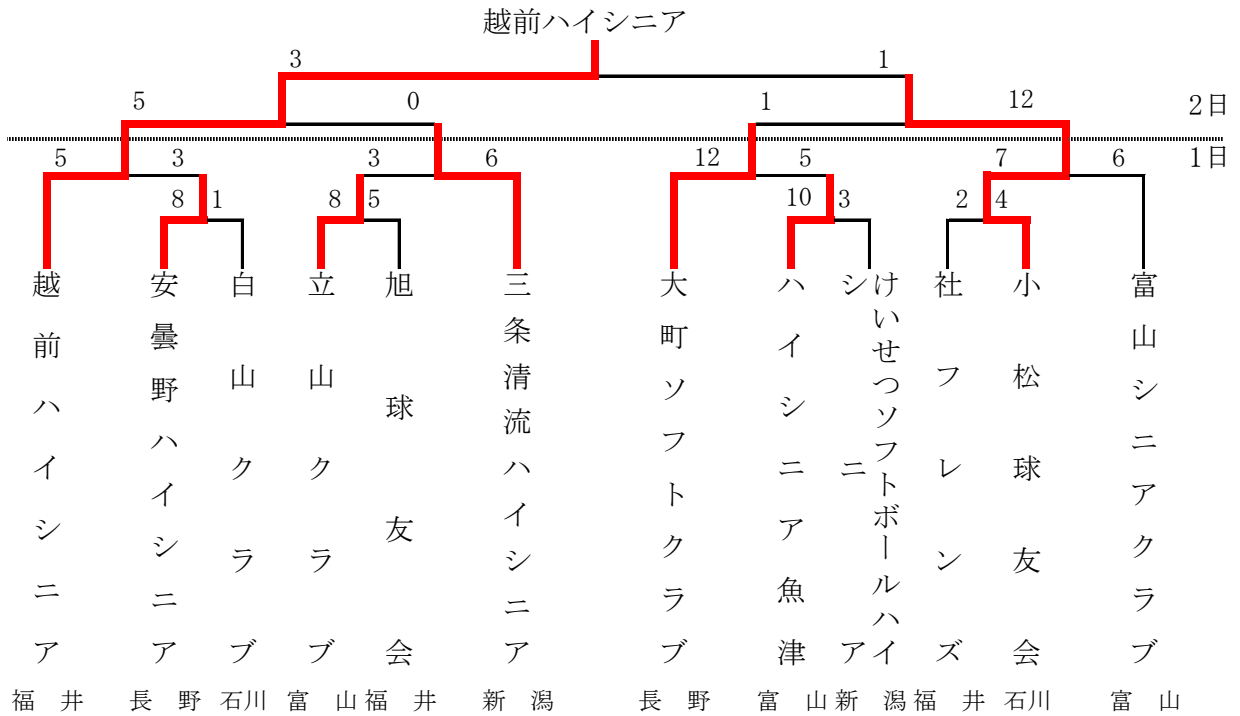 越前ハイシニア
3 1
5 0 1 12 2日
5 3 3 6 12 5 7 6 1日
8 1 8 5 10 3 2 4
越前ハイシニア
安曇野ハイシニア
白山クラブ
立山クラブ
旭球友会
三条清流ハイシニア
大町ソフトクラブ
ハイシニア魚津
けいせつソフトボールハイ
シニア
社フレンズ
小松球友会
富山シニアクラブ
福井 長野 石川 富山 福井 新潟 長野 富山 新潟 福井 石川 富山